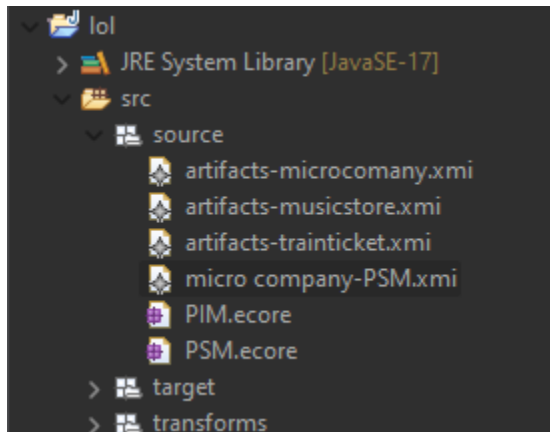 lol
JRE System Library [JavaSE-17]
src
source
artifacts-microcomany.xmi
artifacts-musicstore.xmi
artifacts-trainticket.xmi
micro company-PSM.xmi
PIM.ecore
PSM.ecore
target
transforms